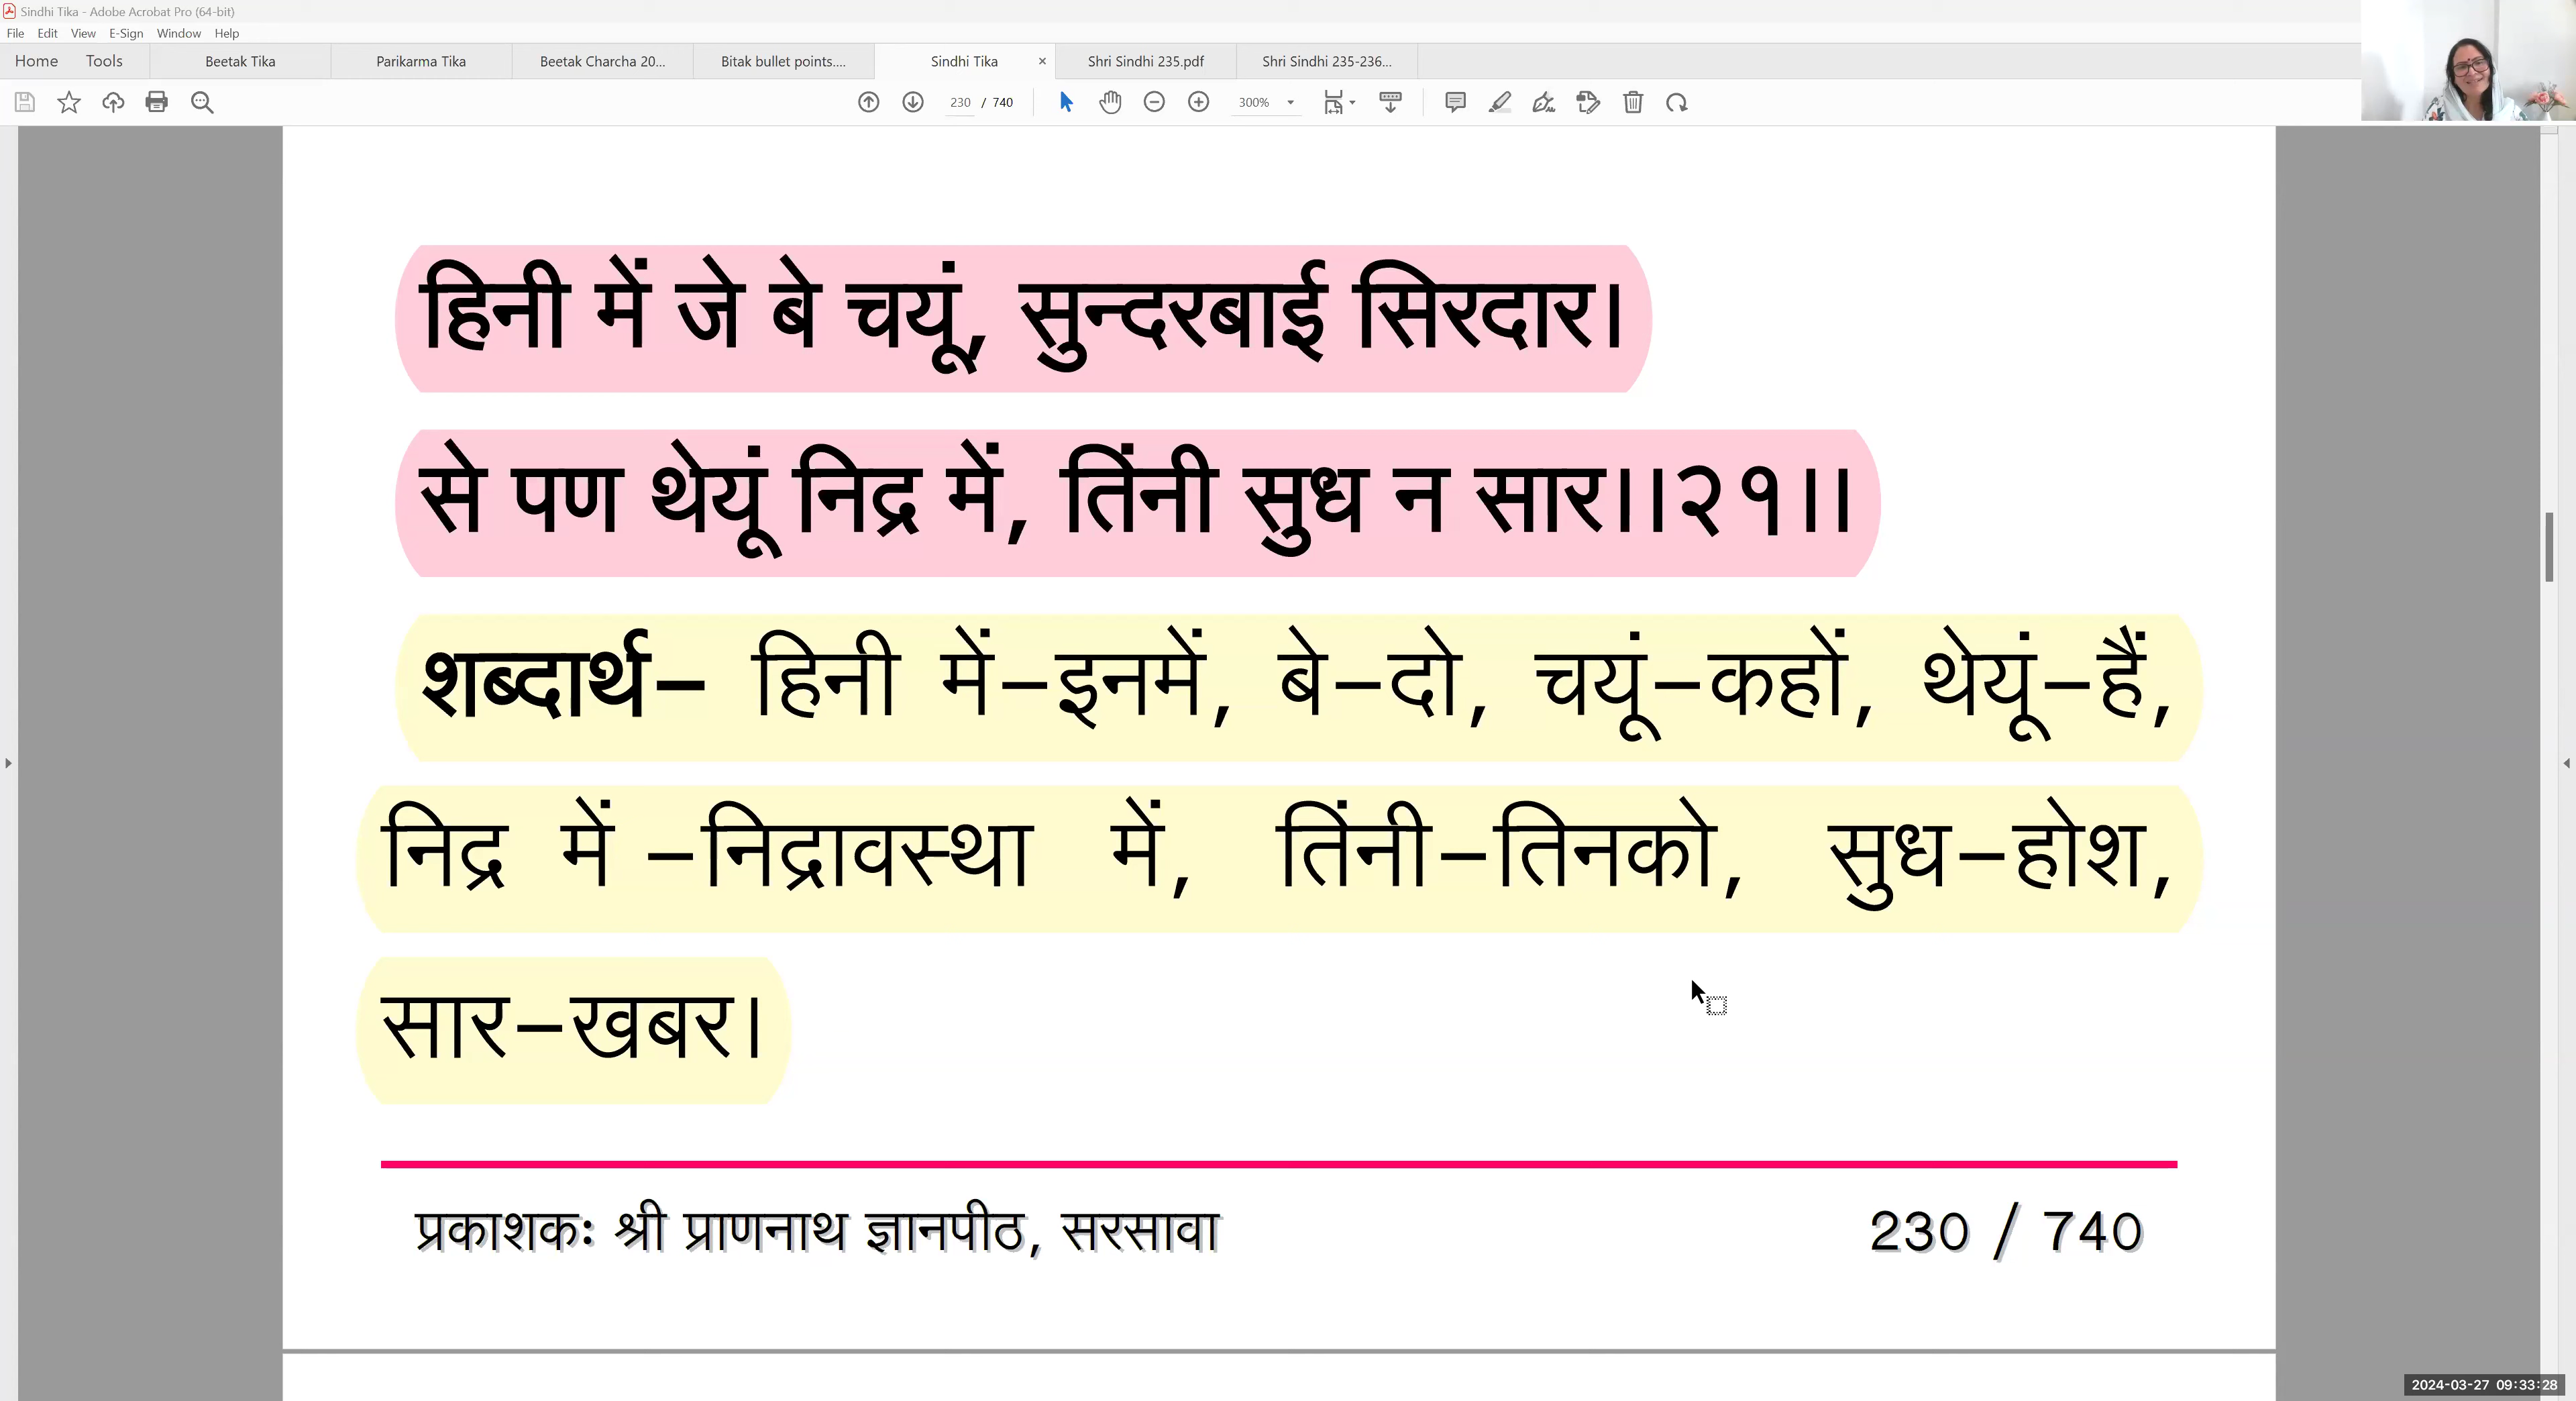 Sindhi Tika - Adobe Acrobat Pro (64-bit)
File Edit View E-Sign Window Help
Home Tools Beetak Tika Parikarma Tika Beetak Charcha 20... Bitak bullet points.... Sindhi Tika × Shri Sindhi 235.pdf Shri Sindhi 235-236...
230 / 740 300%
हिनी में जे बे चयूं, सुन्दरबाई सिरदार।
से पण थेयूं निद्र में, तिंनी सुध न सार।।२१।।
शब्दार्थ– हिनी में–इनमें, बे–दो, चयूं–कहों, थेयूं–हैं,
निद्र में –निद्रावस्था में, तिंनी–तिनको, सुध–होश,
सार–खबर।
प्रकाशकः श्री प्राणनाथ ज्ञानपीठ, सरसावा 230 / 740
2024-03-27 09:33:28